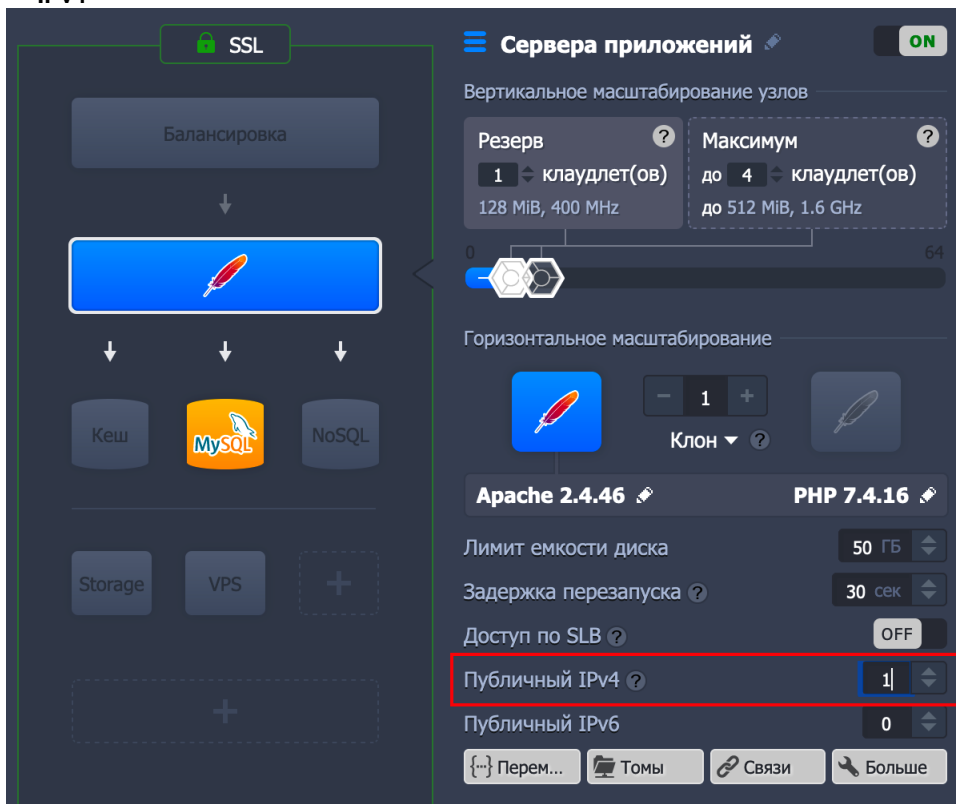 SSL
Балансировка
Кеш
MySQL
NoSQL
Storage
VPS
Сервера приложений
ON
Вертикальное масштабирование узлов
Резерв ?
1 клаудлет(ов)
128 MiB, 400 MHz
Максимум ?
до 4 клаудлет(ов)
до 512 MiB, 1.6 GHz
0 64
Горизонтальное масштабирование
− 1 +
Клон ?
Apache 2.4.46 PHP 7.4.16
Лимит емкости диска 50 ГБ
Задержка перезапуска ? 30 сек
Доступ по SLB ? OFF
Публичный IPv4 ? 1
Публичный IPv6 0
{...} Перем... Томы Связи Больше